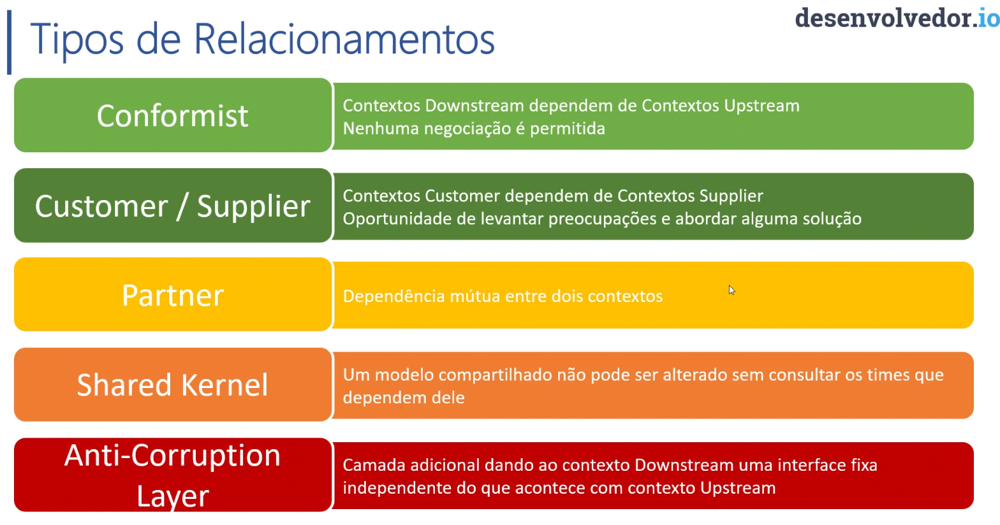 desenvolvedor.io
Tipos de Relacionamentos
Conformist
Contextos Downstream dependem de Contextos Upstream
Nenhuma negociação é permitida
Customer / Supplier
Contextos Customer dependem de Contextos Supplier
Oportunidade de levantar preocupações e abordar alguma solução
Partner
Dependência mútua entre dois contextos
Shared Kernel
Um modelo compartilhado não pode ser alterado sem consultar os times que
dependem dele
Anti-Corruption
Layer
Camada adicional dando ao contexto Downstream uma interface fixa
independente do que acontece com contexto Upstream